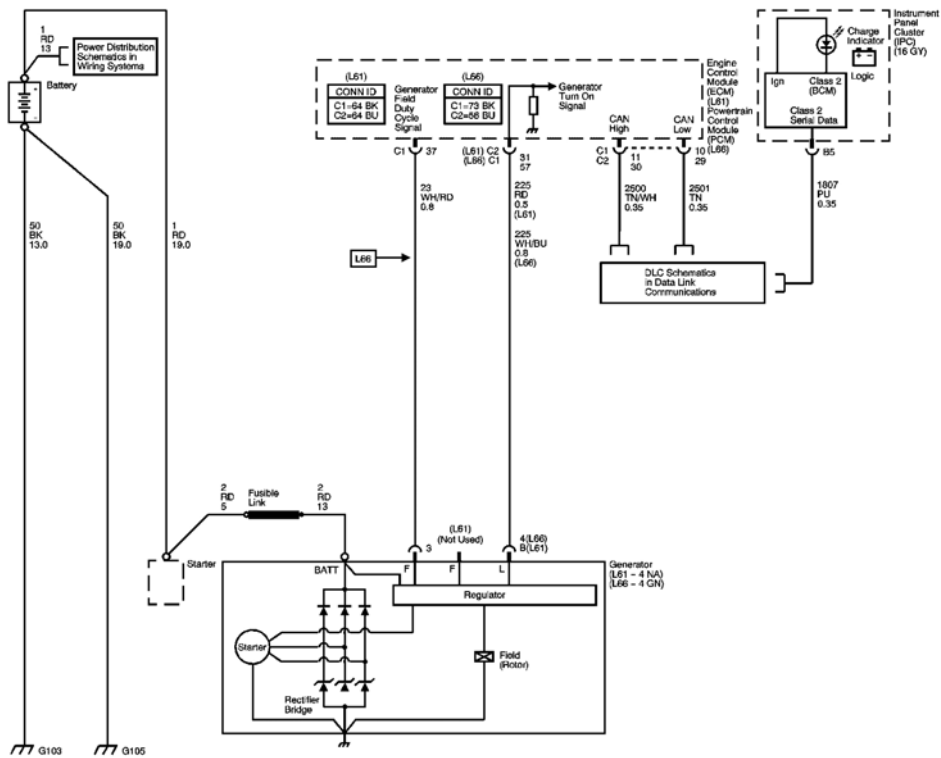 1
RD
13
Power Distribution
Schematics in
Wiring Systems
Battery
+
-
50
BK
13.0
50
BK
19.0
1
RD
19.0
G103
G105
Starter
2
RD
5
Fusible
Link
2
RD
13
(L61)
CONN ID
C1=64 BK
C2=64 BU
Generator
Field
Duty
Cycle
Signal
(L66)
CONN ID
C1=73 BK
C2=56 BU
Generator
Turn On
Signal
CAN
High
CAN
Low
Engine
Control
Module
(ECM)
(L61)
Powertrain
Control
Module
(PCM)
(L66)
C1
37
(L61) C2
(L66) C1
31
57
C1
C2
11
30
10
29
23
WH/RD
0.8
225
RD
0.5
(L61)
225
WH/BU
0.8
(L66)
L66
2500
TN/WH
0.35
2501
TN
0.35
DLC Schematics
in Data Link
Communications
Instrument
Panel
Cluster
(IPC)
(16 GY)
Charge
Indicator
Logic
Ign
Class 2
(BCM)
Class 2
Serial Data
B5
1807
PU
0.35
3
(L61)
(Not Used)
4(L66)
B(L61)
BATT
F
F
L
Generator
(L61 - 4 NA)
(L66 - 4 GN)
Regulator
Starter
Field
(Rotor)
Rectifier
Bridge